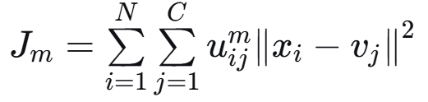 $J_m = \sum_{i=1}^{N} \sum_{j=1}^{C} u_{ij}^{m} \| x_i - v_j \|^2$